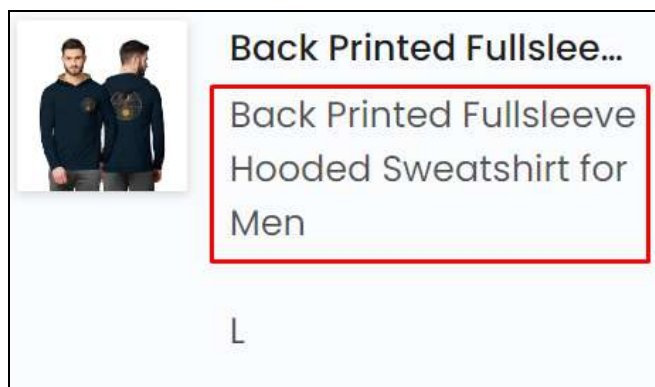 Back Printed Fullslee...
Back Printed Fullsleeve
Hooded Sweatshirt for
Men
L